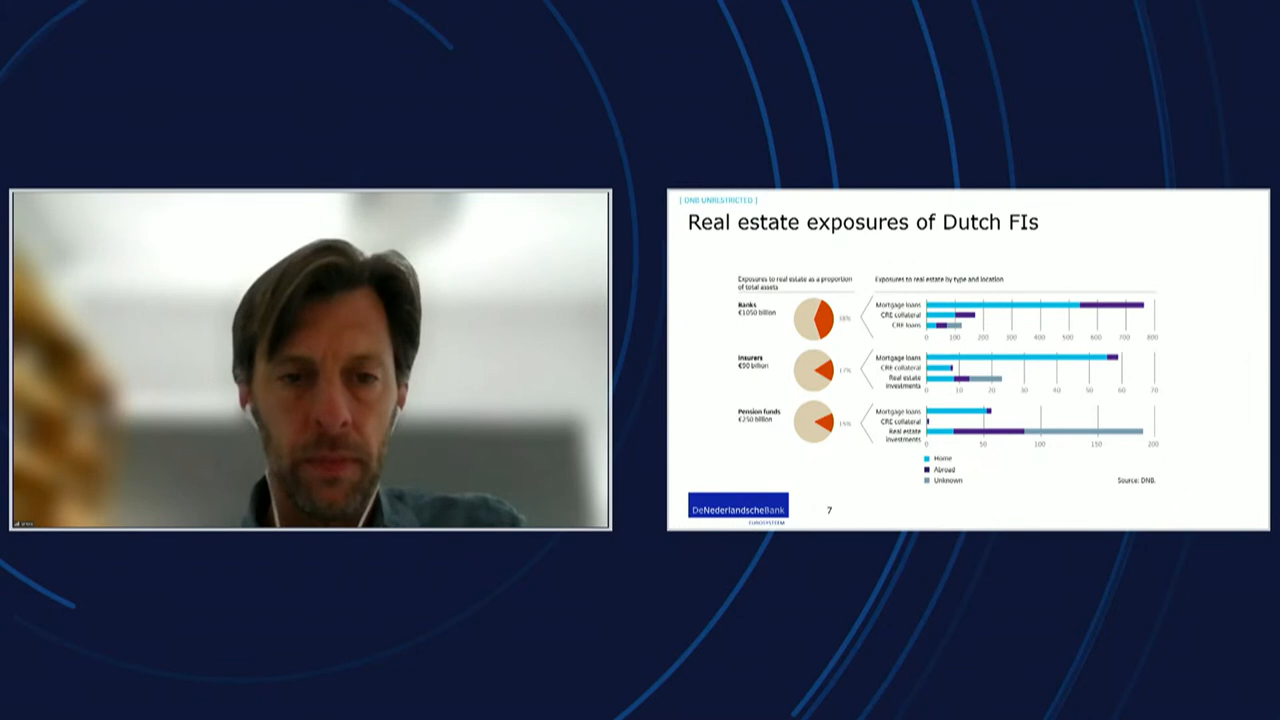 [ DNB UNRESTRICTED ]
Real estate exposures of Dutch FIs
Exposures to real estate as a proportion
of total assets
Exposures to real estate by type and location
Banks
€1050 billion
38%
Mortgage loans
CRE collateral
CRE loans
0 100 200 300 400 500 600 700 800
Insurers
€90 billion
17%
Mortgage loans
CRE collateral
Real estate
investments
0 10 20 30 40 50 60 70
Pension funds
€250 billion
15%
Mortgage loans
CRE collateral
Real estate
investments
0 50 100 150 200
Home
Abroad
Unknown
Source: DNB.
DeNederlandscheBank
EUROSYSTEEM
7